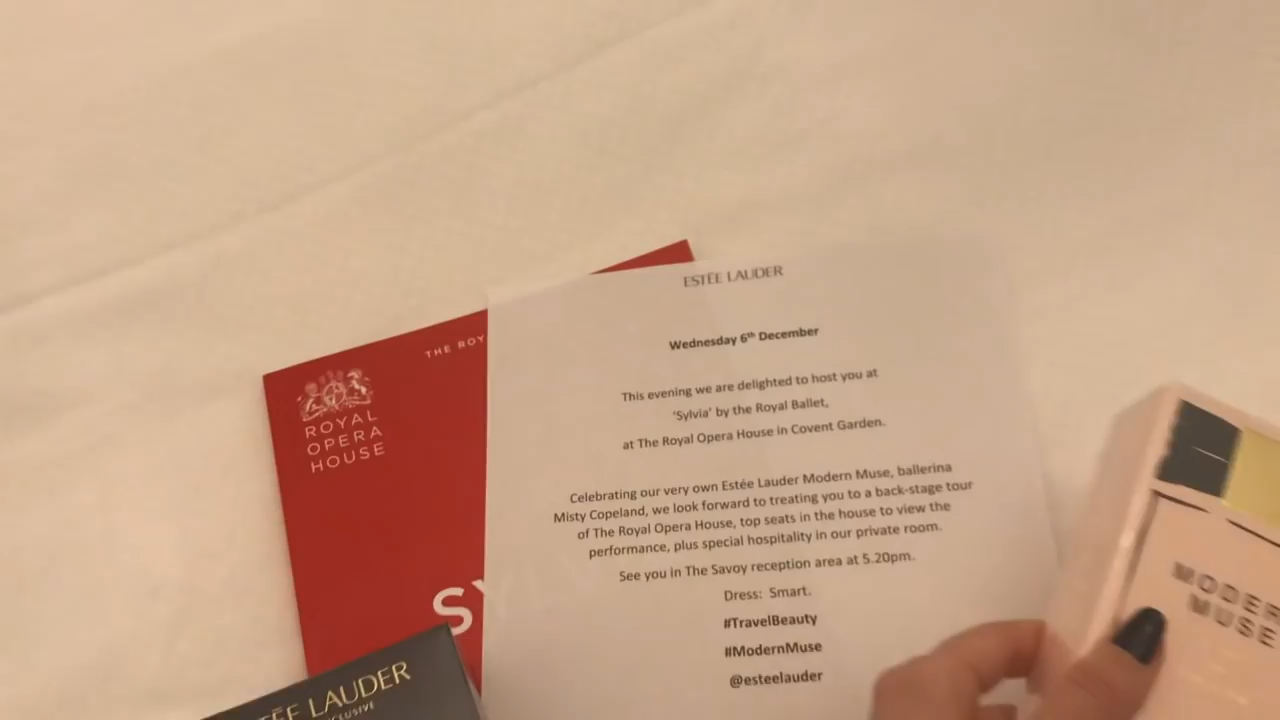 ESTĒE LAUDER
Wednesday 6th December
This evening we are delighted to host you at
'Sylvia' by the Royal Ballet,
at The Royal Opera House in Covent Garden.
Celebrating our very own Estée Lauder Modern Muse, ballerina
Misty Copeland, we look forward to treating you to a back-stage tour
of The Royal Opera House, top seats in the house to view the
performance, plus special hospitality in our private room.
See you in The Savoy reception area at 5.20pm.
Dress: Smart.
#TravelBeauty
#ModernMuse
@esteelauder
THE ROY
ROYAL
OPERA
HOUSE
SY
ESTĒE LAUDER
MODER
MUSE